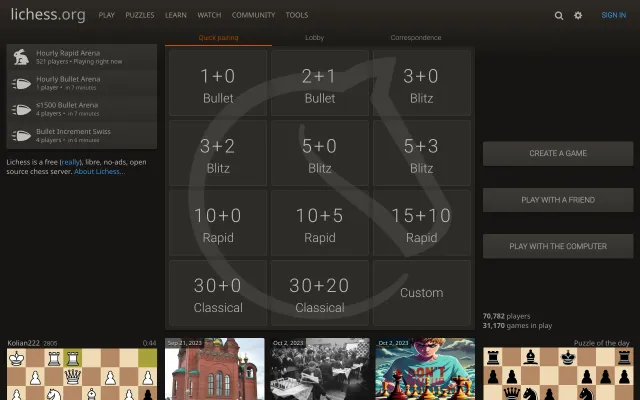 lichess.org PLAY PUZZLES LEARN WATCH COMMUNITY TOOLS SIGN IN
Hourly Rapid Arena
521 players • Playing right now
Hourly Bullet Arena
1 player • in 7 minutes
≤1500 Bullet Arena
4 players • in 7 minutes
Bullet Increment Swiss
4 players • in 6 minutes
Lichess is a free (really), libre, no-ads, open
source chess server. About Lichess...
Quick pairing Lobby Correspondence
1+0 2+1 3+0
Bullet Bullet Blitz
3+2 5+0 5+3
Blitz Blitz Blitz
10+0 10+5 15+10
Rapid Rapid Rapid
30+0 30+20 Custom
Classical Classical
CREATE A GAME
PLAY WITH A FRIEND
PLAY WITH THE COMPUTER
70,782 players
31,170 games in play
Kolian222 2805 0:44
Sep 21, 2023 Oct 2, 2023 Oct 2, 2023
DON'T
Puzzle of the day